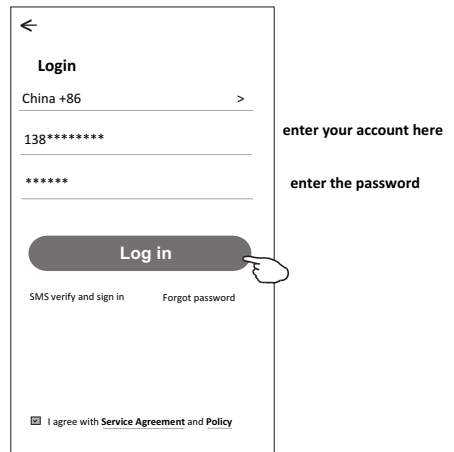 Login
China +86 >
138********
enter your account here
******
enter the password
Log in
SMS verify and sign in Forgot password
I agree with Service Agreement and Policy